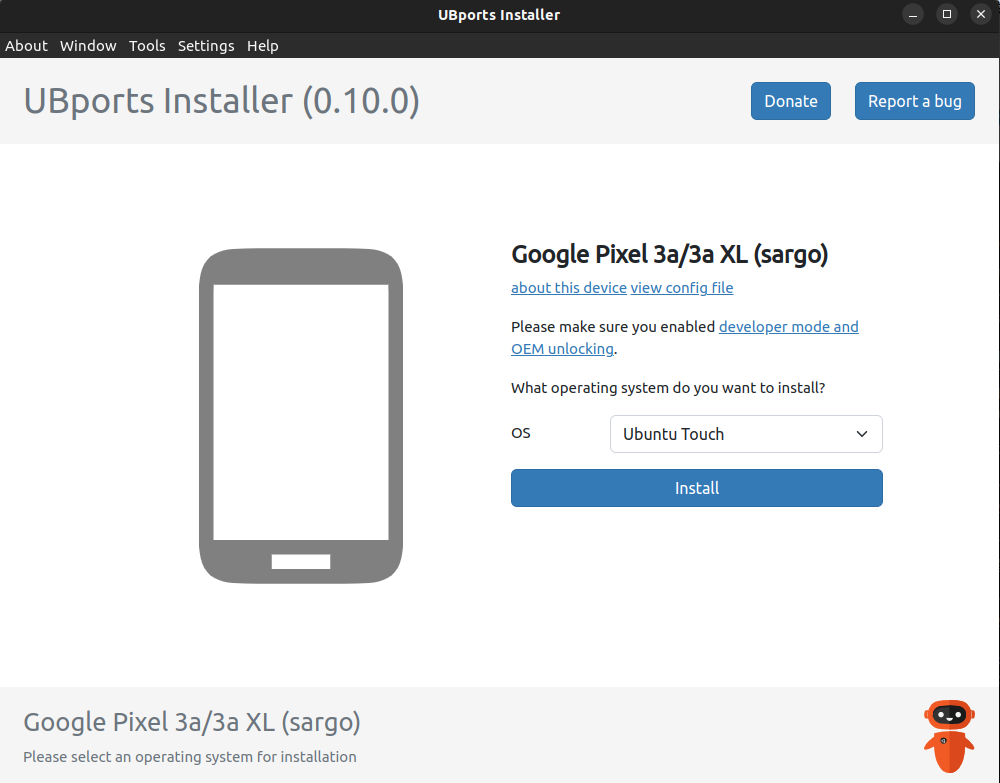 UBports Installer
About Window Tools Settings Help
UBports Installer (0.10.0)
Donate
Report a bug
Google Pixel 3a/3a XL (sargo)
about this device view config file
Please make sure you enabled developer mode and
OEM unlocking.
What operating system do you want to install?
OS
Ubuntu Touch
Install
Google Pixel 3a/3a XL (sargo)
Please select an operating system for installation